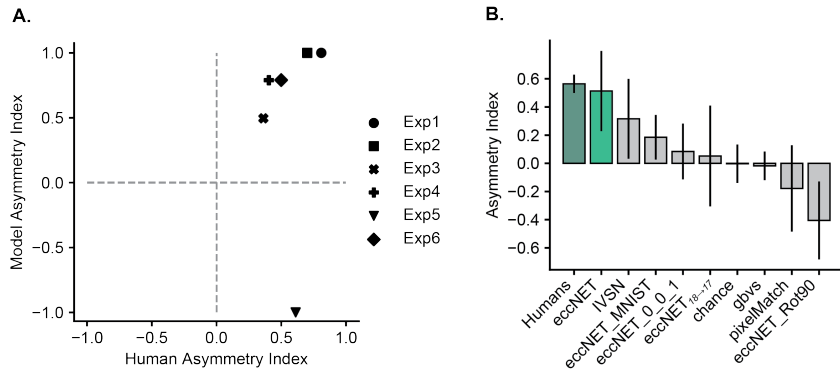 A.
Model Asymmetry Index
1.0
0.5
0.0
−0.5
−1.0
−1.0 −0.5 0.0 0.5 1.0
Human Asymmetry Index
Exp1
Exp2
Exp3
Exp4
Exp5
Exp6
B.
Asymmetry Index
0.6
0.4
0.2
0.0
−0.2
−0.4
−0.6
Humans
eccNET
IVSN
eccNET_MNIST
eccNET_0_0_1
eccNET18→17
chance
gbvs
pixelMatch
eccNET_Rot90